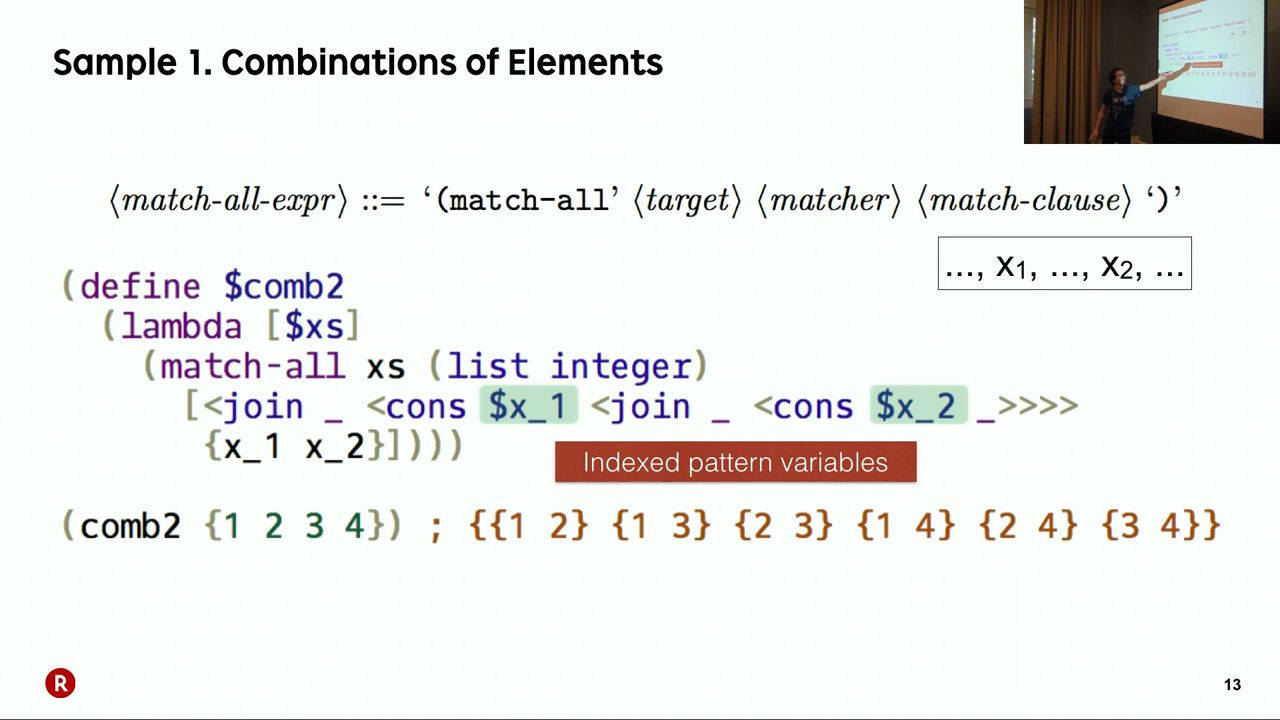 Sample 1. Combinations of Elements
⟨match-all-expr⟩ ::= ‘(match-all’ ⟨target⟩ ⟨matcher⟩ ⟨match-clause⟩ ‘)’
..., x₁, ..., x₂, ...
(define $comb2
(lambda [$xs]
(match-all xs (list integer)
[<join _ <cons $x_1 <join _ <cons $x_2 _>>>>
{x_1 x_2}])))
Indexed pattern variables
(comb2 {1 2 3 4}) ; {{1 2} {1 3} {2 3} {1 4} {2 4} {3 4}}
R
13